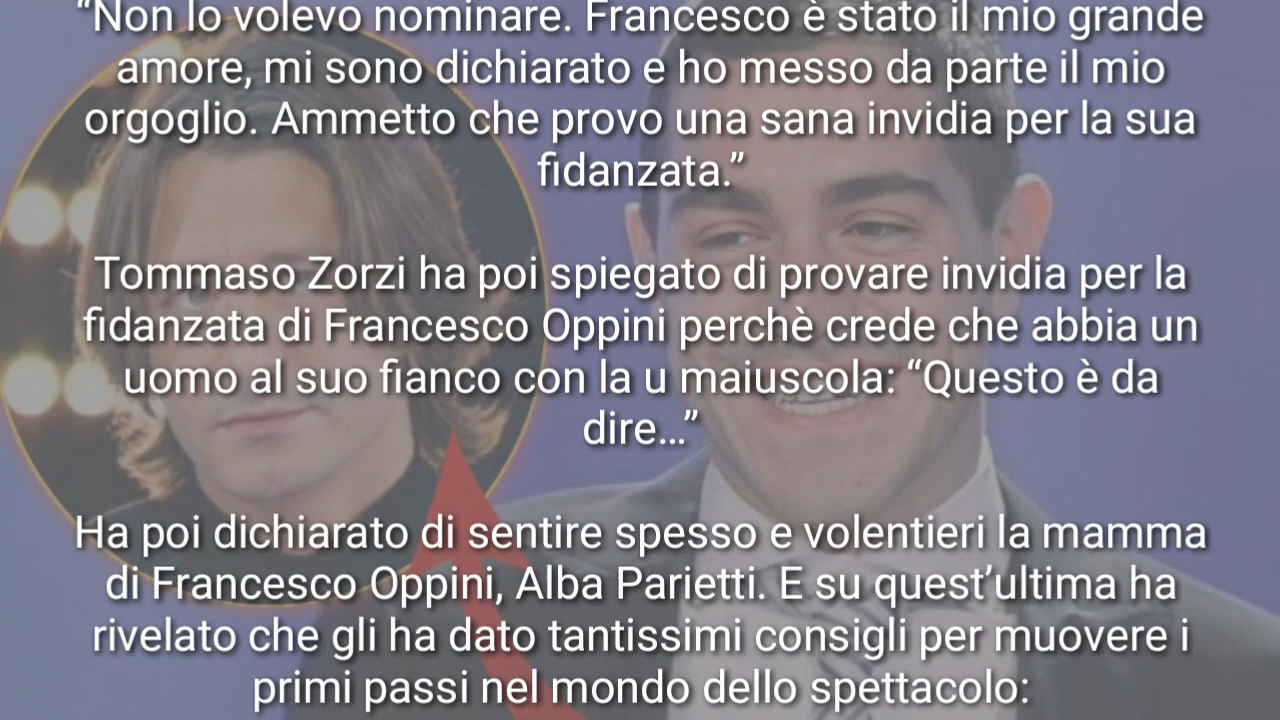 “Non lo volevo nominare. Francesco è stato il mio grande
amore, mi sono dichiarato e ho messo da parte il mio
orgoglio. Ammetto che provo una sana invidia per la sua
fidanzata.”
Tommaso Zorzi ha poi spiegato di provare invidia per la
fidanzata di Francesco Oppini perchè crede che abbia un
uomo al suo fianco con la u maiuscola: “Questo è da
dire…”
Ha poi dichiarato di sentire spesso e volentieri la mamma
di Francesco Oppini, Alba Parietti. E su quest’ultima ha
rivelato che gli ha dato tantissimi consigli per muovere i
primi passi nel mondo dello spettacolo: